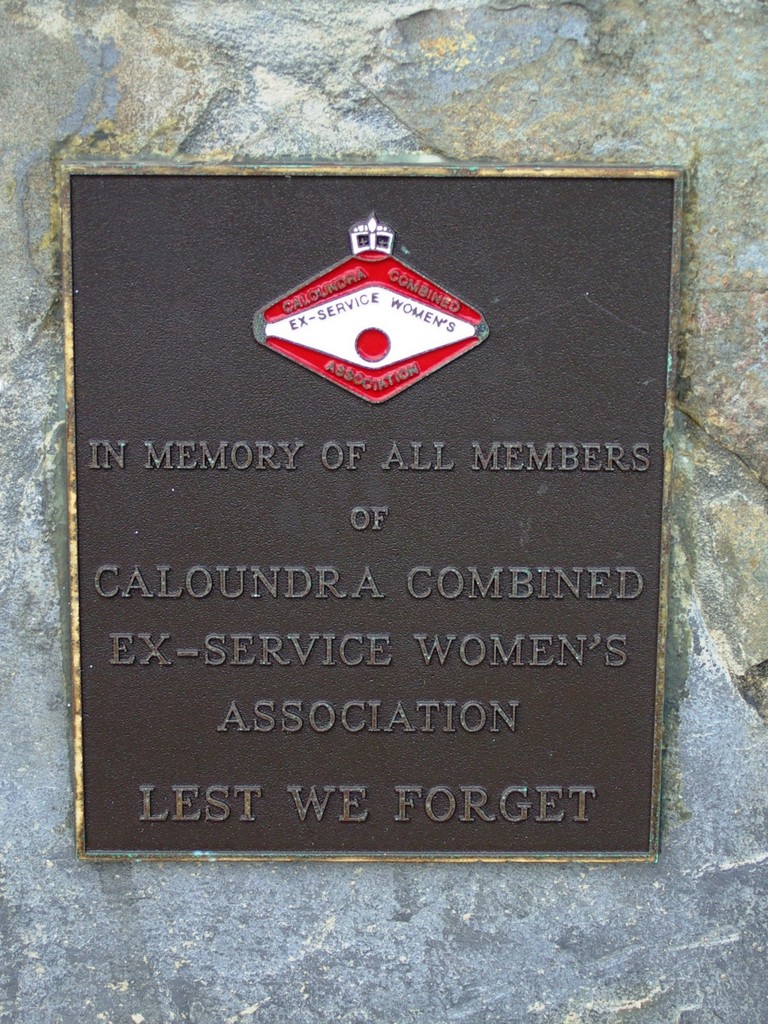 CALOUNDRA COMBINED
EX-SERVICE WOMEN'S
ASSOCIATION
IN MEMORY OF ALL MEMBERS
OF
CALOUNDRA COMBINED
EX-SERVICE WOMEN'S
ASSOCIATION
LEST WE FORGET